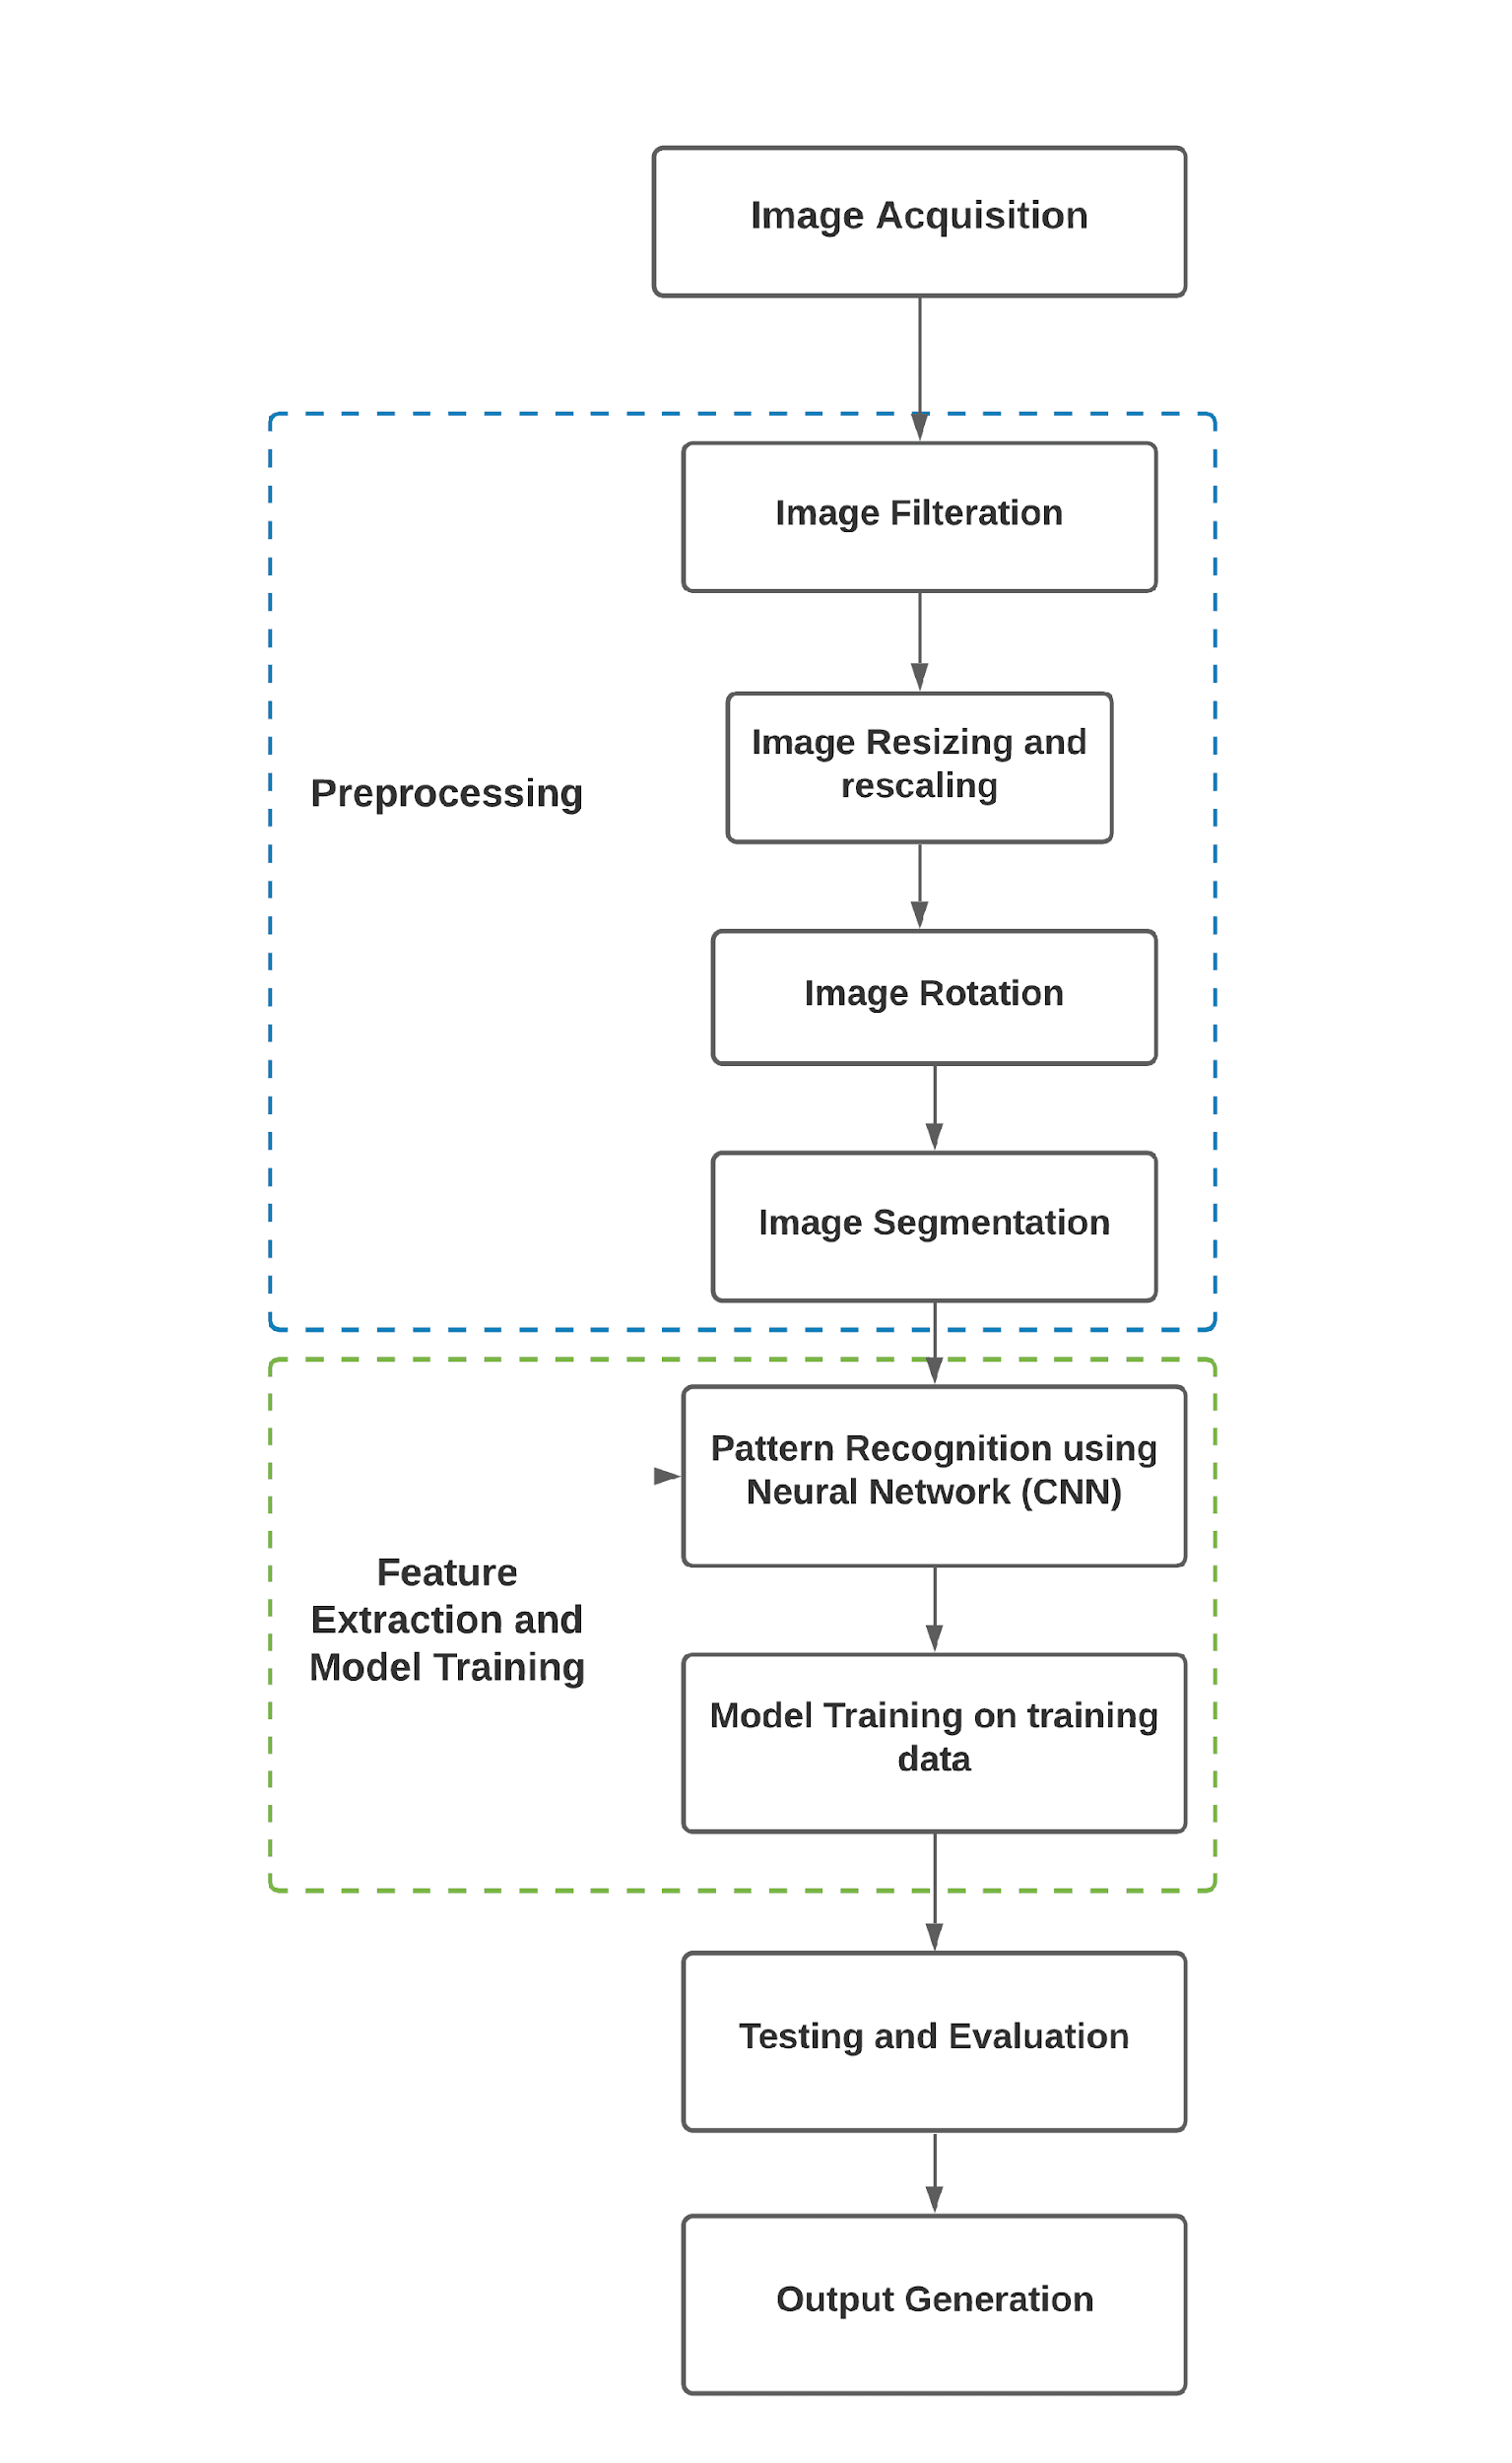 Image Acquisition
Image Filteration
Image Resizing and
rescaling
Preprocessing
Image Rotation
Image Segmentation
Pattern Recognition using
Neural Network (CNN)
Feature
Extraction and
Model Training
Model Training on training
data
Testing and Evaluation
Output Generation